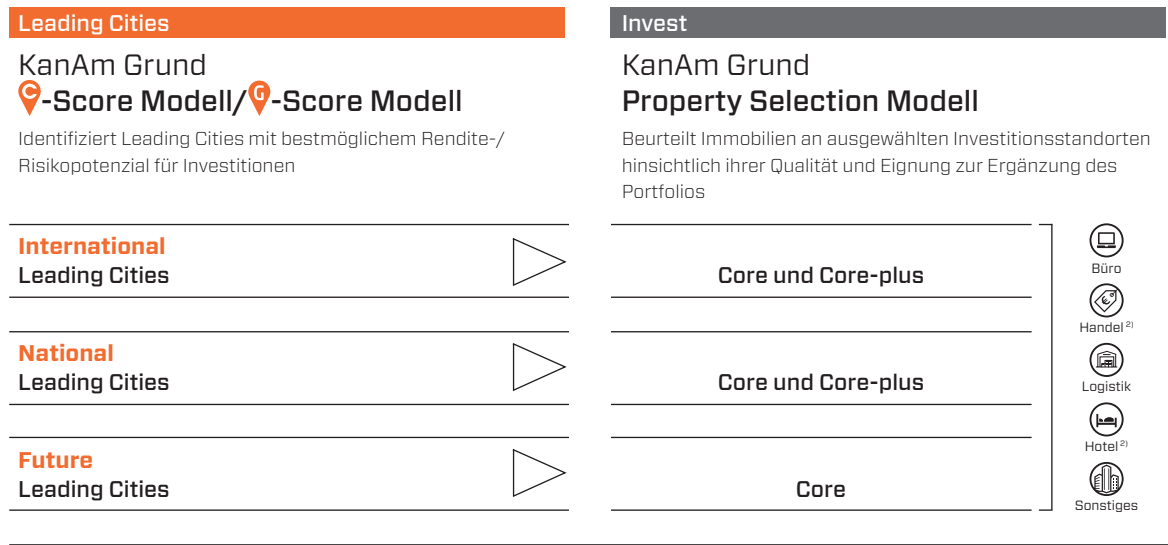 Leading Cities
KanAm Grund
C-Score Modell/G-Score Modell
Identifiziert Leading Cities mit bestmöglichem Rendite-/
Risikopotenzial für Investitionen
International
Leading Cities
National
Leading Cities
Future
Leading Cities
Invest
KanAm Grund
Property Selection Modell
Beurteilt Immobilien an ausgewählten Investitionsstandorten
hinsichtlich ihrer Qualität und Eignung zur Ergänzung des
Portfolios
Core und Core-plus
Core und Core-plus
Core
Büro
€
Handel 2)
Logistik
Hotel 2)
Sonstiges